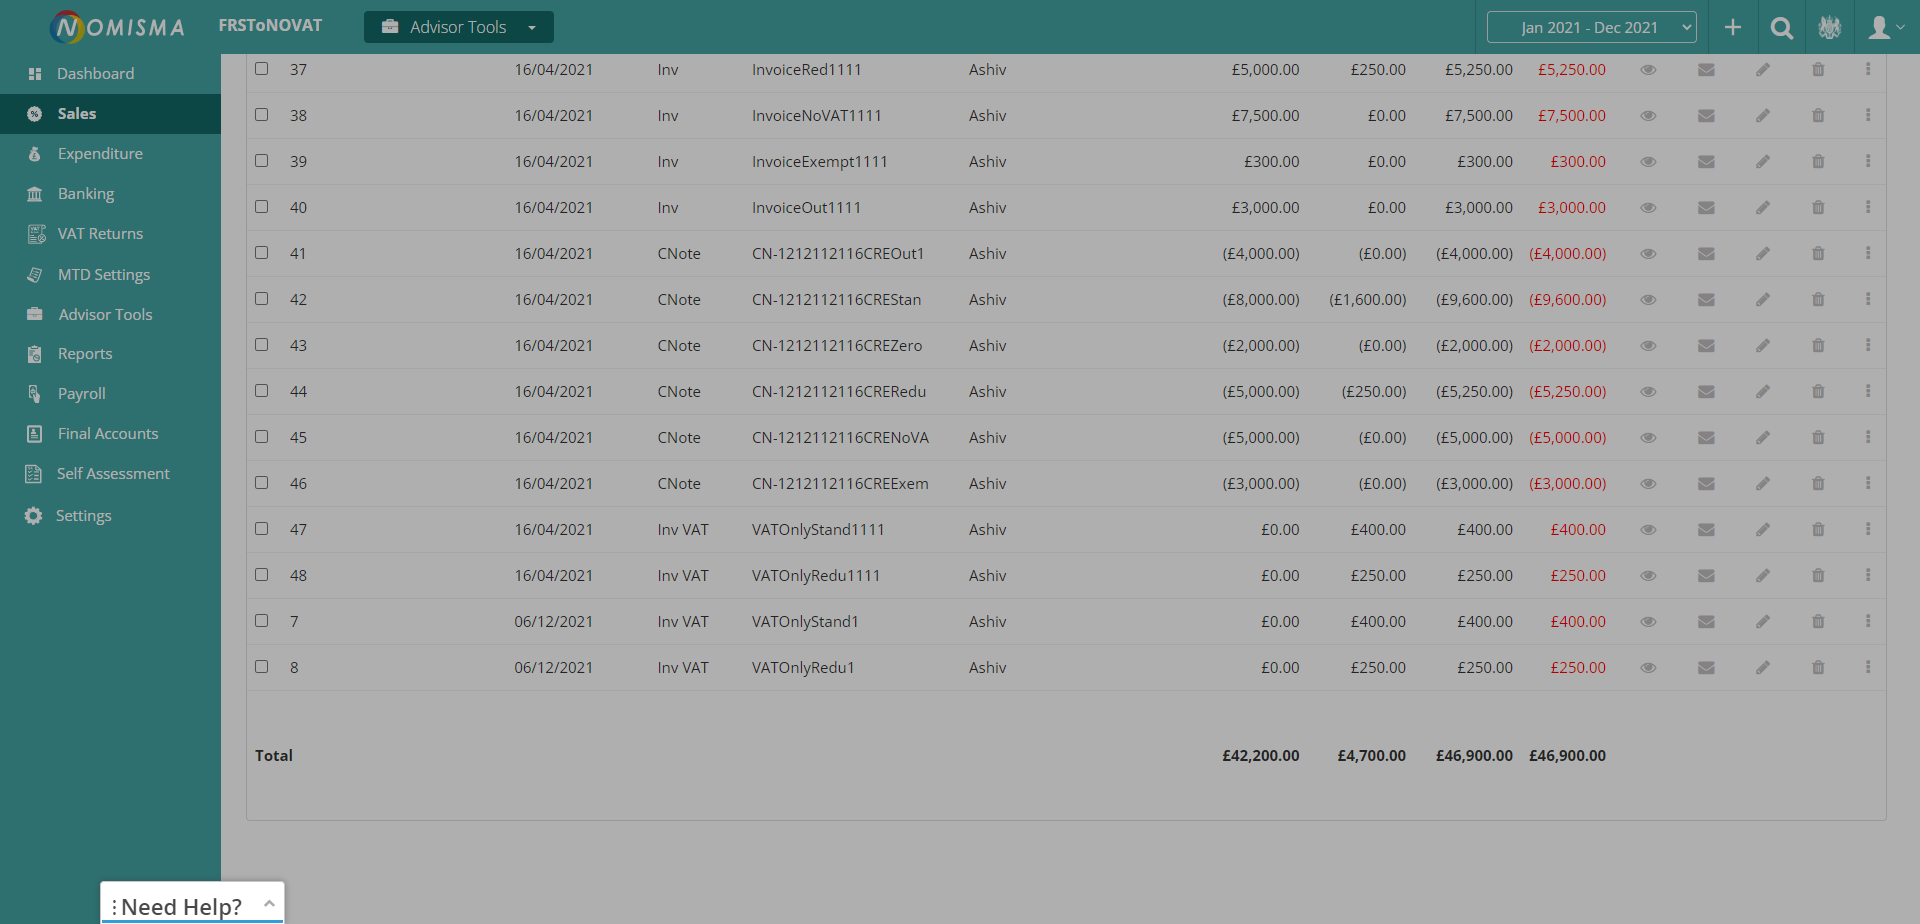 NOMISMA FRSToNOVAT Advisor Tools Jan 2021 - Dec 2021
Dashboard
Sales
Expenditure
Banking
VAT Returns
MTD Settings
Advisor Tools
Reports
Payroll
Final Accounts
Self Assessment
Settings
37 16/04/2021 Inv InvoiceRed1111 Ashiv £5,000.00 £250.00 £5,250.00 £5,250.00
38 16/04/2021 Inv InvoiceNoVAT1111 Ashiv £7,500.00 £0.00 £7,500.00 £7,500.00
39 16/04/2021 Inv InvoiceExempt1111 Ashiv £300.00 £0.00 £300.00 £300.00
40 16/04/2021 Inv InvoiceOut1111 Ashiv £3,000.00 £0.00 £3,000.00 £3,000.00
41 16/04/2021 CNote CN-1212112116CREOut1 Ashiv (£4,000.00) (£0.00) (£4,000.00) (£4,000.00)
42 16/04/2021 CNote CN-1212112116CREStan Ashiv (£8,000.00) (£1,600.00) (£9,600.00) (£9,600.00)
43 16/04/2021 CNote CN-1212112116CREZero Ashiv (£2,000.00) (£0.00) (£2,000.00) (£2,000.00)
44 16/04/2021 CNote CN-1212112116CRERedu Ashiv (£5,000.00) (£250.00) (£5,250.00) (£5,250.00)
45 16/04/2021 CNote CN-1212112116CRENoVA Ashiv (£5,000.00) (£0.00) (£5,000.00) (£5,000.00)
46 16/04/2021 CNote CN-1212112116CREExem Ashiv (£3,000.00) (£0.00) (£3,000.00) (£3,000.00)
47 16/04/2021 Inv VAT VATOnlyStand1111 Ashiv £0.00 £400.00 £400.00 £400.00
48 16/04/2021 Inv VAT VATOnlyRedu1111 Ashiv £0.00 £250.00 £250.00 £250.00
7 06/12/2021 Inv VAT VATOnlyStand1 Ashiv £0.00 £400.00 £400.00 £400.00
8 06/12/2021 Inv VAT VATOnlyRedu1 Ashiv £0.00 £250.00 £250.00 £250.00
Total £42,200.00 £4,700.00 £46,900.00 £46,900.00
Need Help?